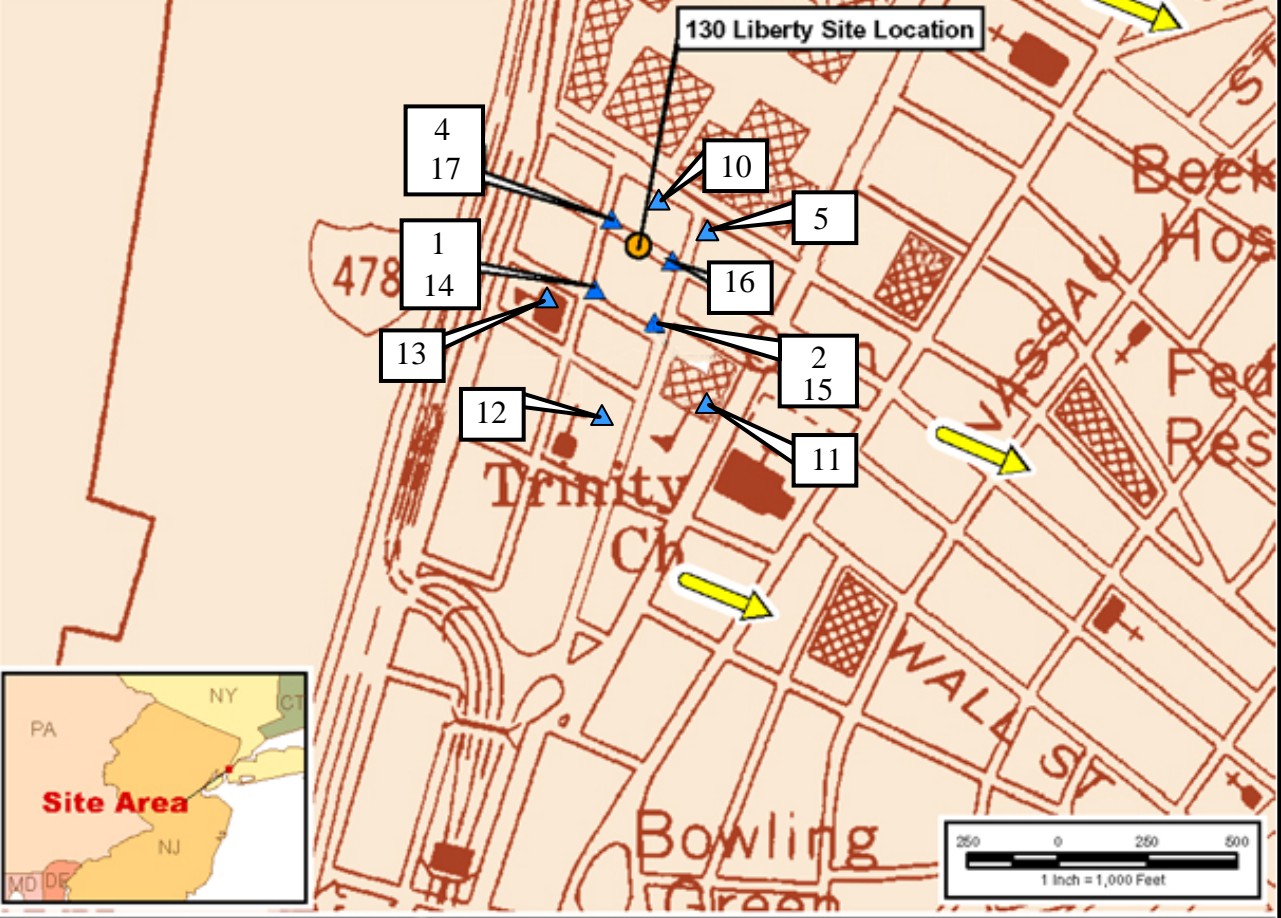 130 Liberty Site Location
ST
4
17
10
Beek
Hos
5
1
14
478
16
NASSAU
13
2
15
Fed
Res
12
11
Trinity
Ch
WALL ST
NY
CT
PA
Site Area
NJ
MD
DE
Bowling
Green
250 0 250 500
1 Inch = 1,000 Feet